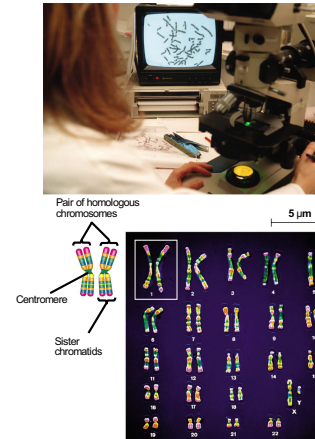 Pair of homologous
chromosomes
5 µm
Centromere
Sister
chromatids
1 2 3 4 5
6 7 8 9 10
11 12 13 14 15
16 17 18 X Y
19 20 21 22